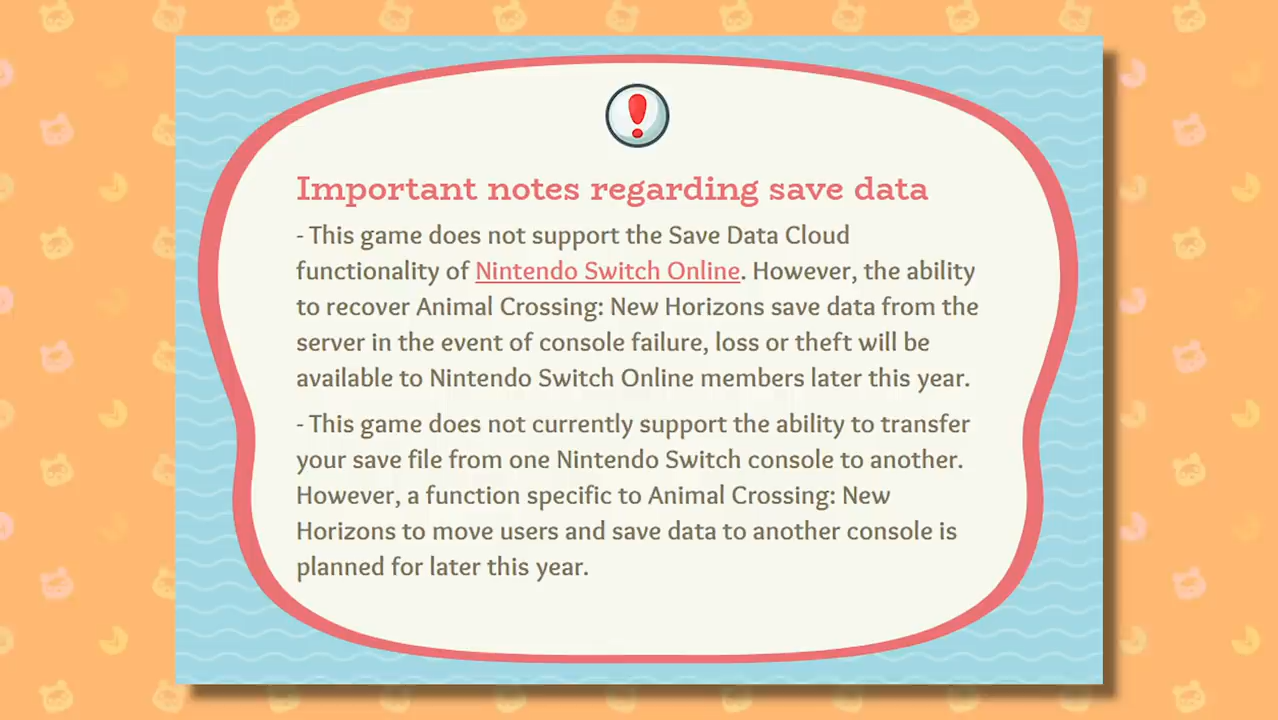 Important notes regarding save data
- This game does not support the Save Data Cloud
functionality of Nintendo Switch Online. However, the ability
to recover Animal Crossing: New Horizons save data from the
server in the event of console failure, loss or theft will be
available to Nintendo Switch Online members later this year.
- This game does not currently support the ability to transfer
your save file from one Nintendo Switch console to another.
However, a function specific to Animal Crossing: New
Horizons to move users and save data to another console is
planned for later this year.